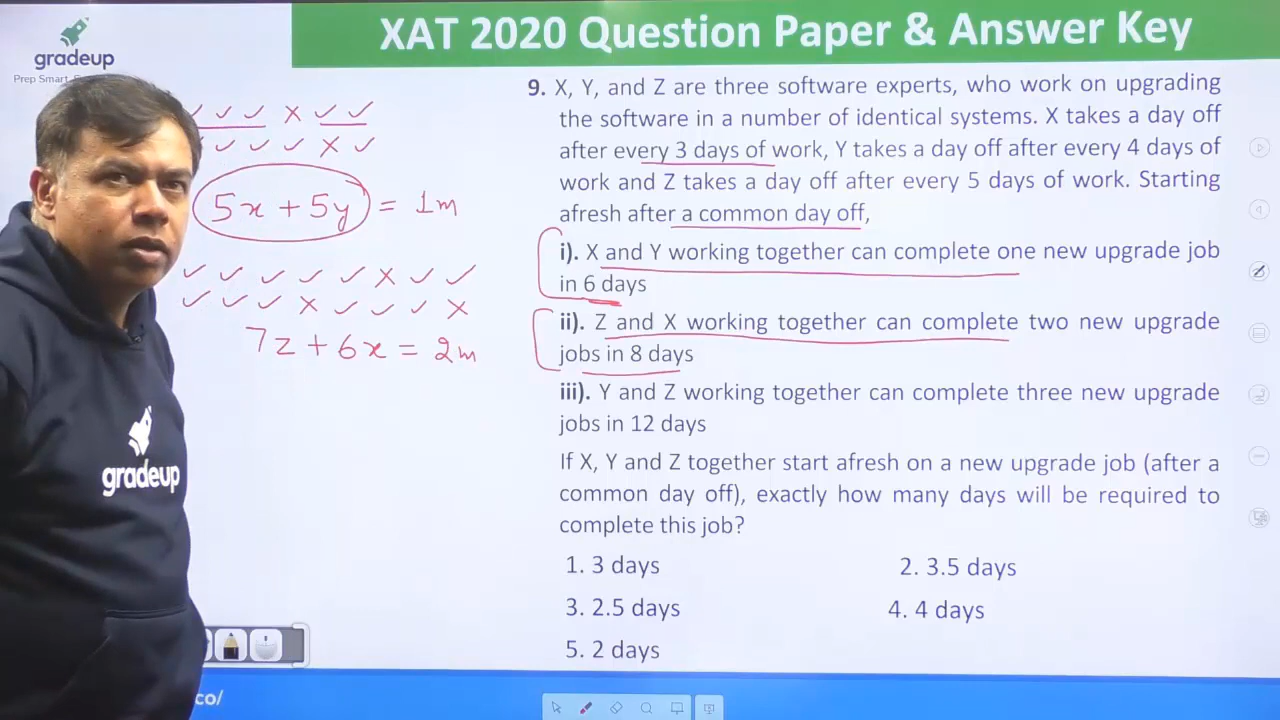 gradeup
Prep Smart.
XAT 2020 Question Paper & Answer Key
✓ ✓ ✓ X ✓ ✓
✓ ✓ ✓ ✓ X ✓
5x + 5y = 1m
✓ ✓ ✓ ✓ ✓ X ✓ ✓
✓ ✓ ✓ X ✓ ✓ ✓ X
7z + 6x = 2m
gradeup
9. X, Y, and Z are three software experts, who work on upgrading
the software in a number of identical systems. X takes a day off
after every 3 days of work, Y takes a day off after every 4 days of
work and Z takes a day off after every 5 days of work. Starting
afresh after a common day off,
i). X and Y working together can complete one new upgrade job
in 6 days
ii). Z and X working together can complete two new upgrade
jobs in 8 days
iii). Y and Z working together can complete three new upgrade
jobs in 12 days
If X, Y and Z together start afresh on a new upgrade job (after a
common day off), exactly how many days will be required to
complete this job?
1. 3 days 2. 3.5 days
3. 2.5 days 4. 4 days
5. 2 days
co/